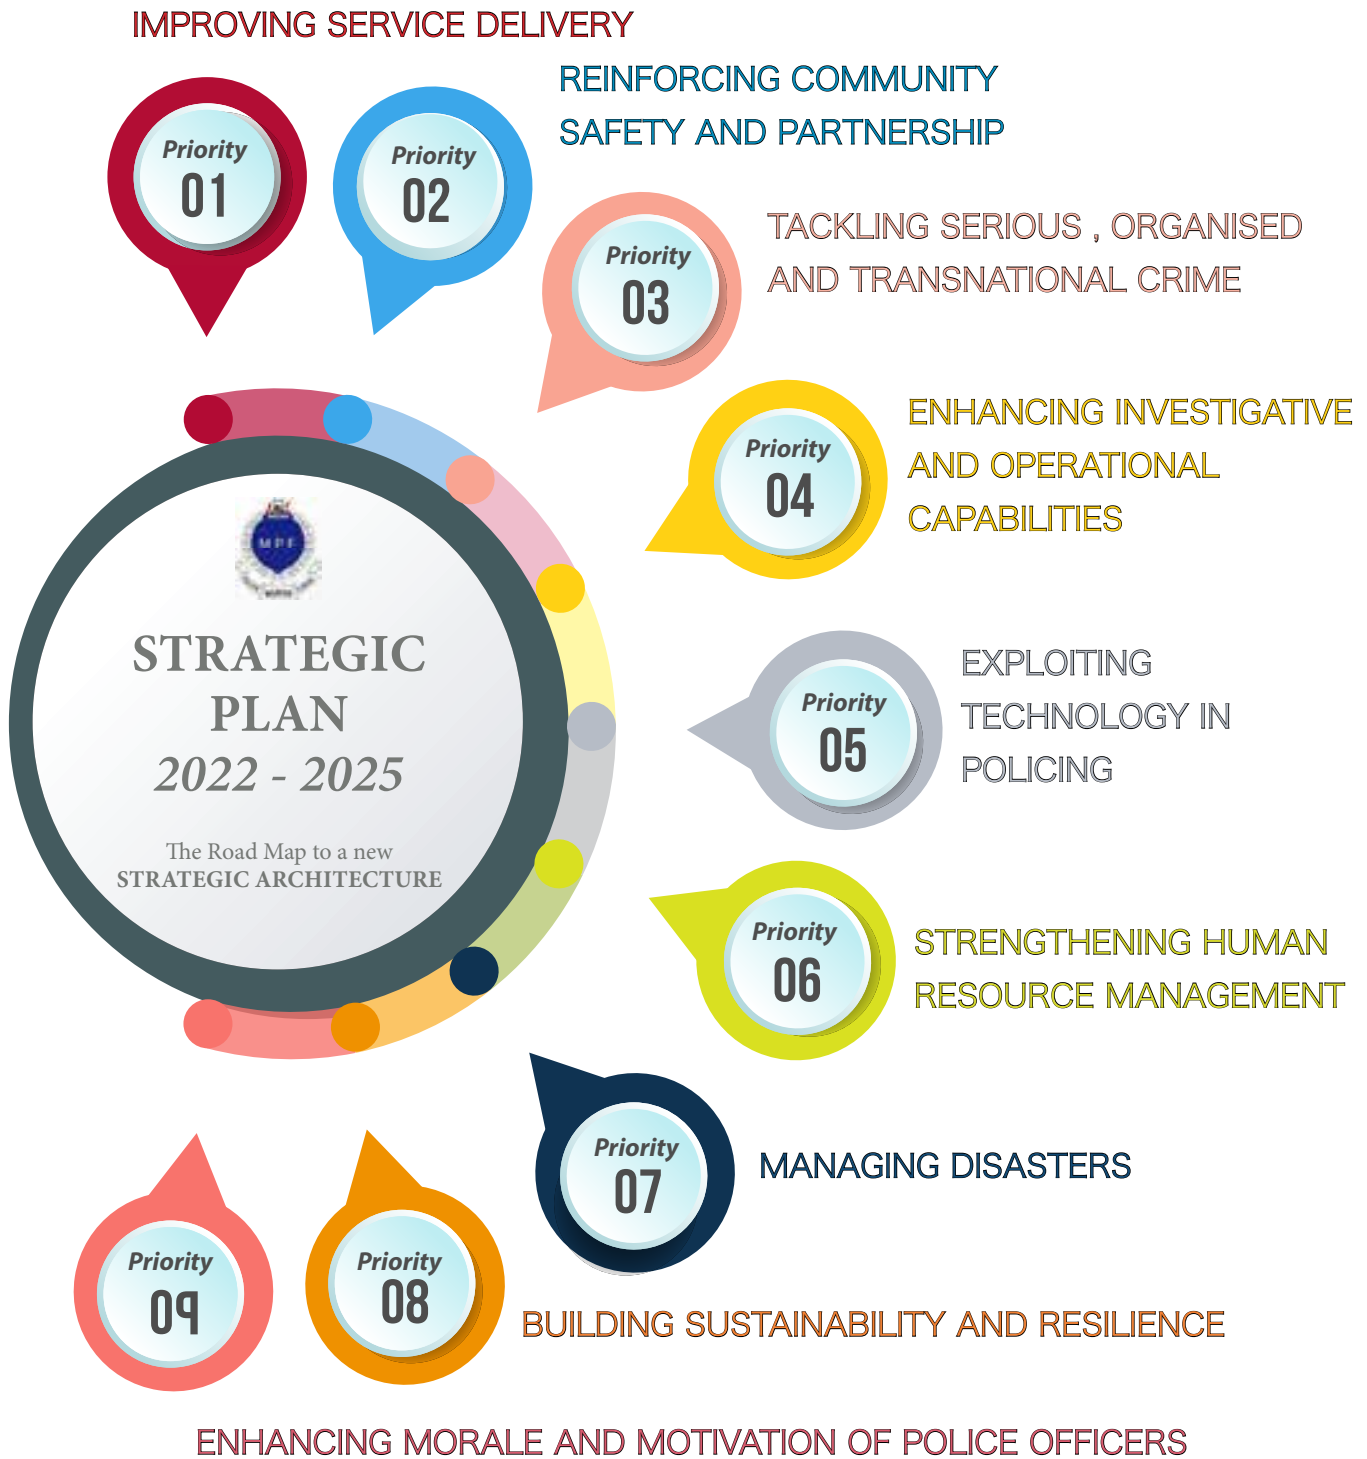 IMPROVING SERVICE DELIVERY
REINFORCING COMMUNITY
SAFETY AND PARTNERSHIP
Priority
01
Priority
02
TACKLING SERIOUS , ORGANISED
AND TRANSNATIONAL CRIME
Priority
03
ENHANCING INVESTIGATIVE
AND OPERATIONAL
CAPABILITIES
Priority
04
MPF
STRATEGIC
PLAN
2022 - 2025
The Road Map to a new
STRATEGIC ARCHITECTURE
EXPLOITING
TECHNOLOGY IN
POLICING
Priority
05
STRENGTHENING HUMAN
RESOURCE MANAGEMENT
Priority
06
MANAGING DISASTERS
Priority
07
Priority
08
BUILDING SUSTAINABILITY AND RESILIENCE
Priority
09
ENHANCING MORALE AND MOTIVATION OF POLICE OFFICERS